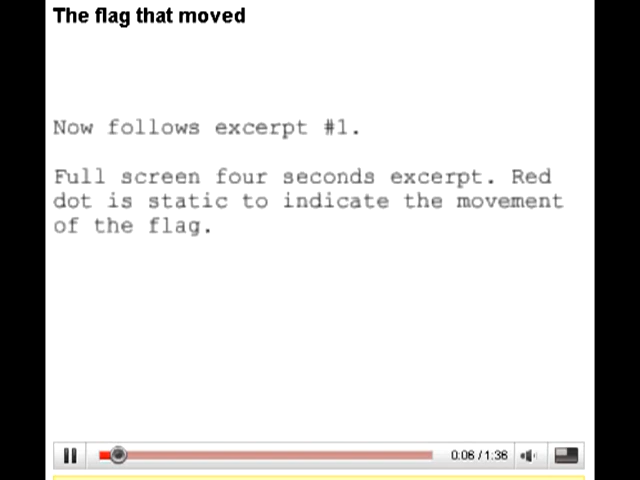 The flag that moved
Now follows excerpt #1.
Full screen four seconds excerpt. Red
dot is static to indicate the movement
of the flag.
0:06 / 1:36